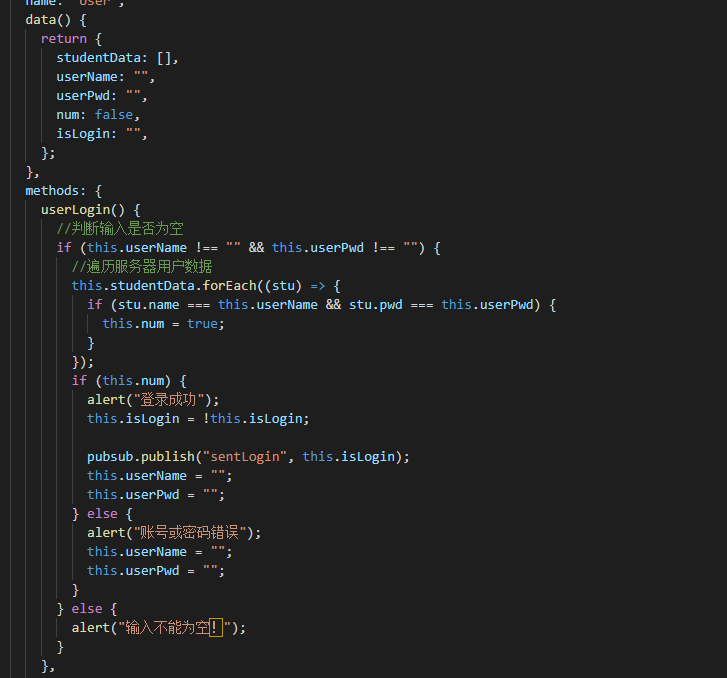 name: "User",
data() {
return {
studentData: [],
userName: "",
userPwd: "",
num: false,
isLogin: "",
};
},
methods: {
userLogin() {
//判断输入是否为空
if (this.userName !== "" && this.userPwd !== "") {
//遍历服务器用户数据
this.studentData.forEach((stu) => {
if (stu.name === this.userName && stu.pwd === this.userPwd) {
this.num = true;
}
});
if (this.num) {
alert("登录成功");
this.isLogin = !this.isLogin;
pubsub.publish("sentLogin", this.isLogin);
this.userName = "";
this.userPwd = "";
} else {
alert("账号或密码错误");
this.userName = "";
this.userPwd = "";
}
} else {
alert("输入不能为空！");
}
},